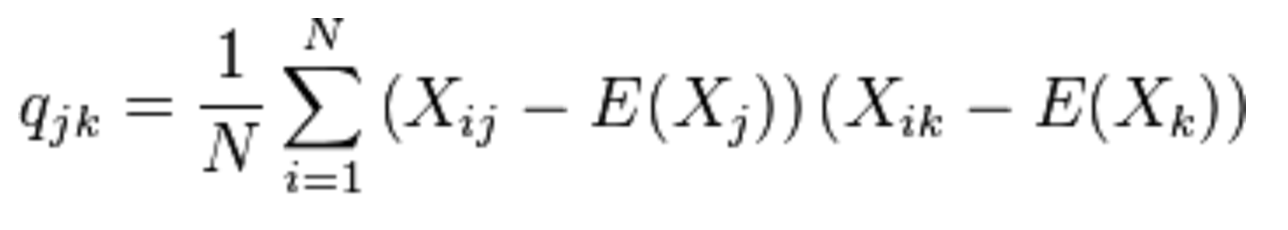 q_{jk} = \frac{1}{N} \sum_{i=1}^{N} (X_{ij} - E(X_j)) (X_{ik} - E(X_k))